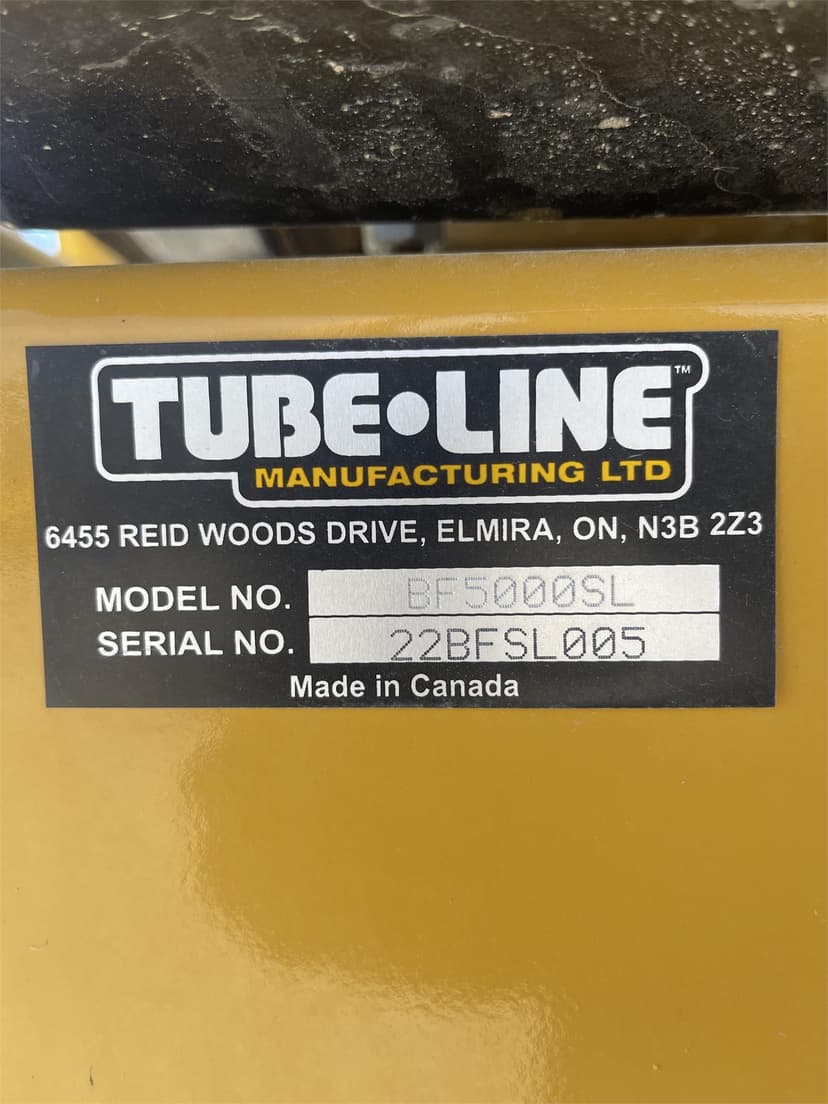 TUBE•LINE™
MANUFACTURING LTD
6455 REID WOODS DRIVE, ELMIRA, ON, N3B 2Z3
MODEL NO. BF5000SL
SERIAL NO. 22BFSL005
Made in Canada